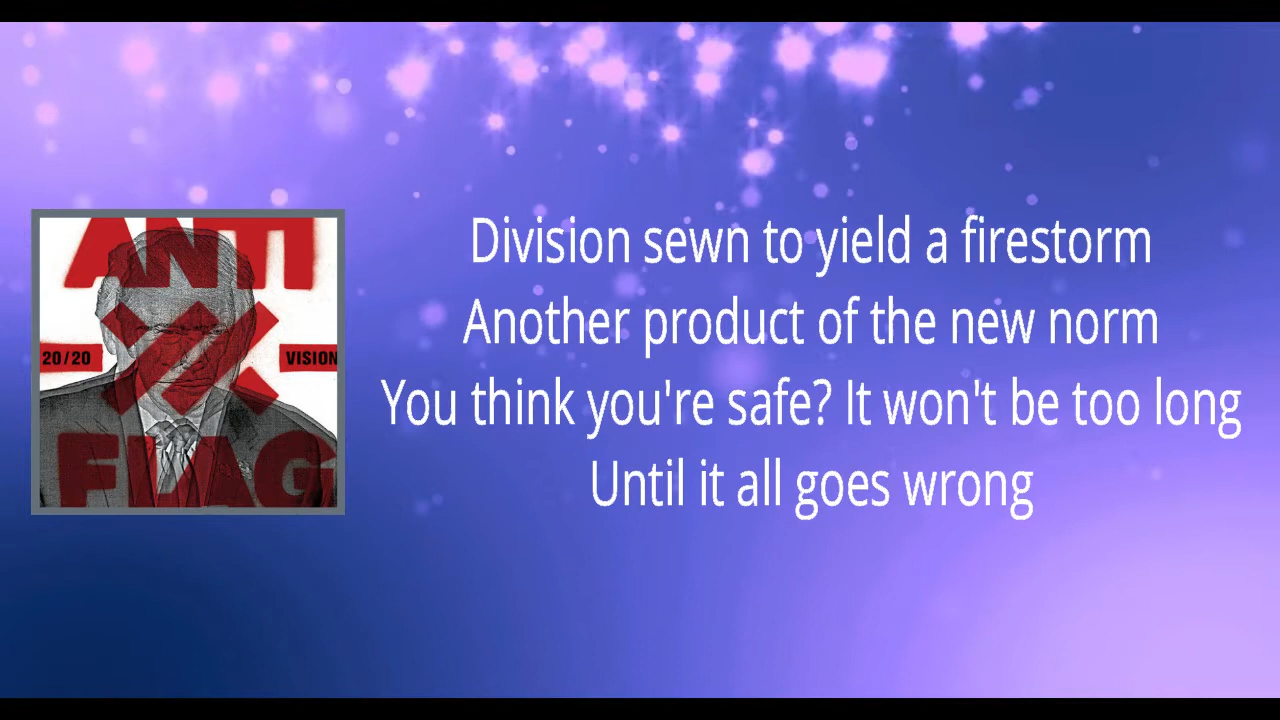 ANTI
20/20
VISION
FLAG
Division sewn to yield a firestorm
Another product of the new norm
You think you're safe? It won't be too long
Until it all goes wrong